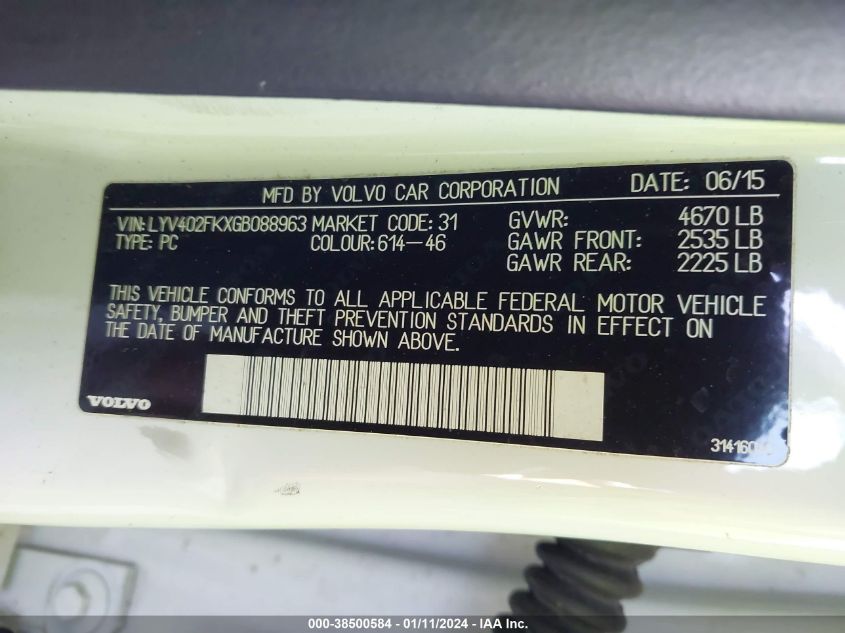 MFD BY VOLVO CAR CORPORATION DATE: 06/15
VIN: LYV402FKXGB088963 MARKET CODE: 31 GVWR: 4670 LB
TYPE: PC COLOUR: 614-46 GAWR FRONT: 2535 LB
GAWR REAR: 2225 LB
THIS VEHICLE CONFORMS TO ALL APPLICABLE FEDERAL MOTOR VEHICLE
SAFETY, BUMPER AND THEFT PREVENTION STANDARDS IN EFFECT ON
THE DATE OF MANUFACTURE SHOWN ABOVE.
VOLVO
000-38500584 - 01/11/2024 - IAA Inc.